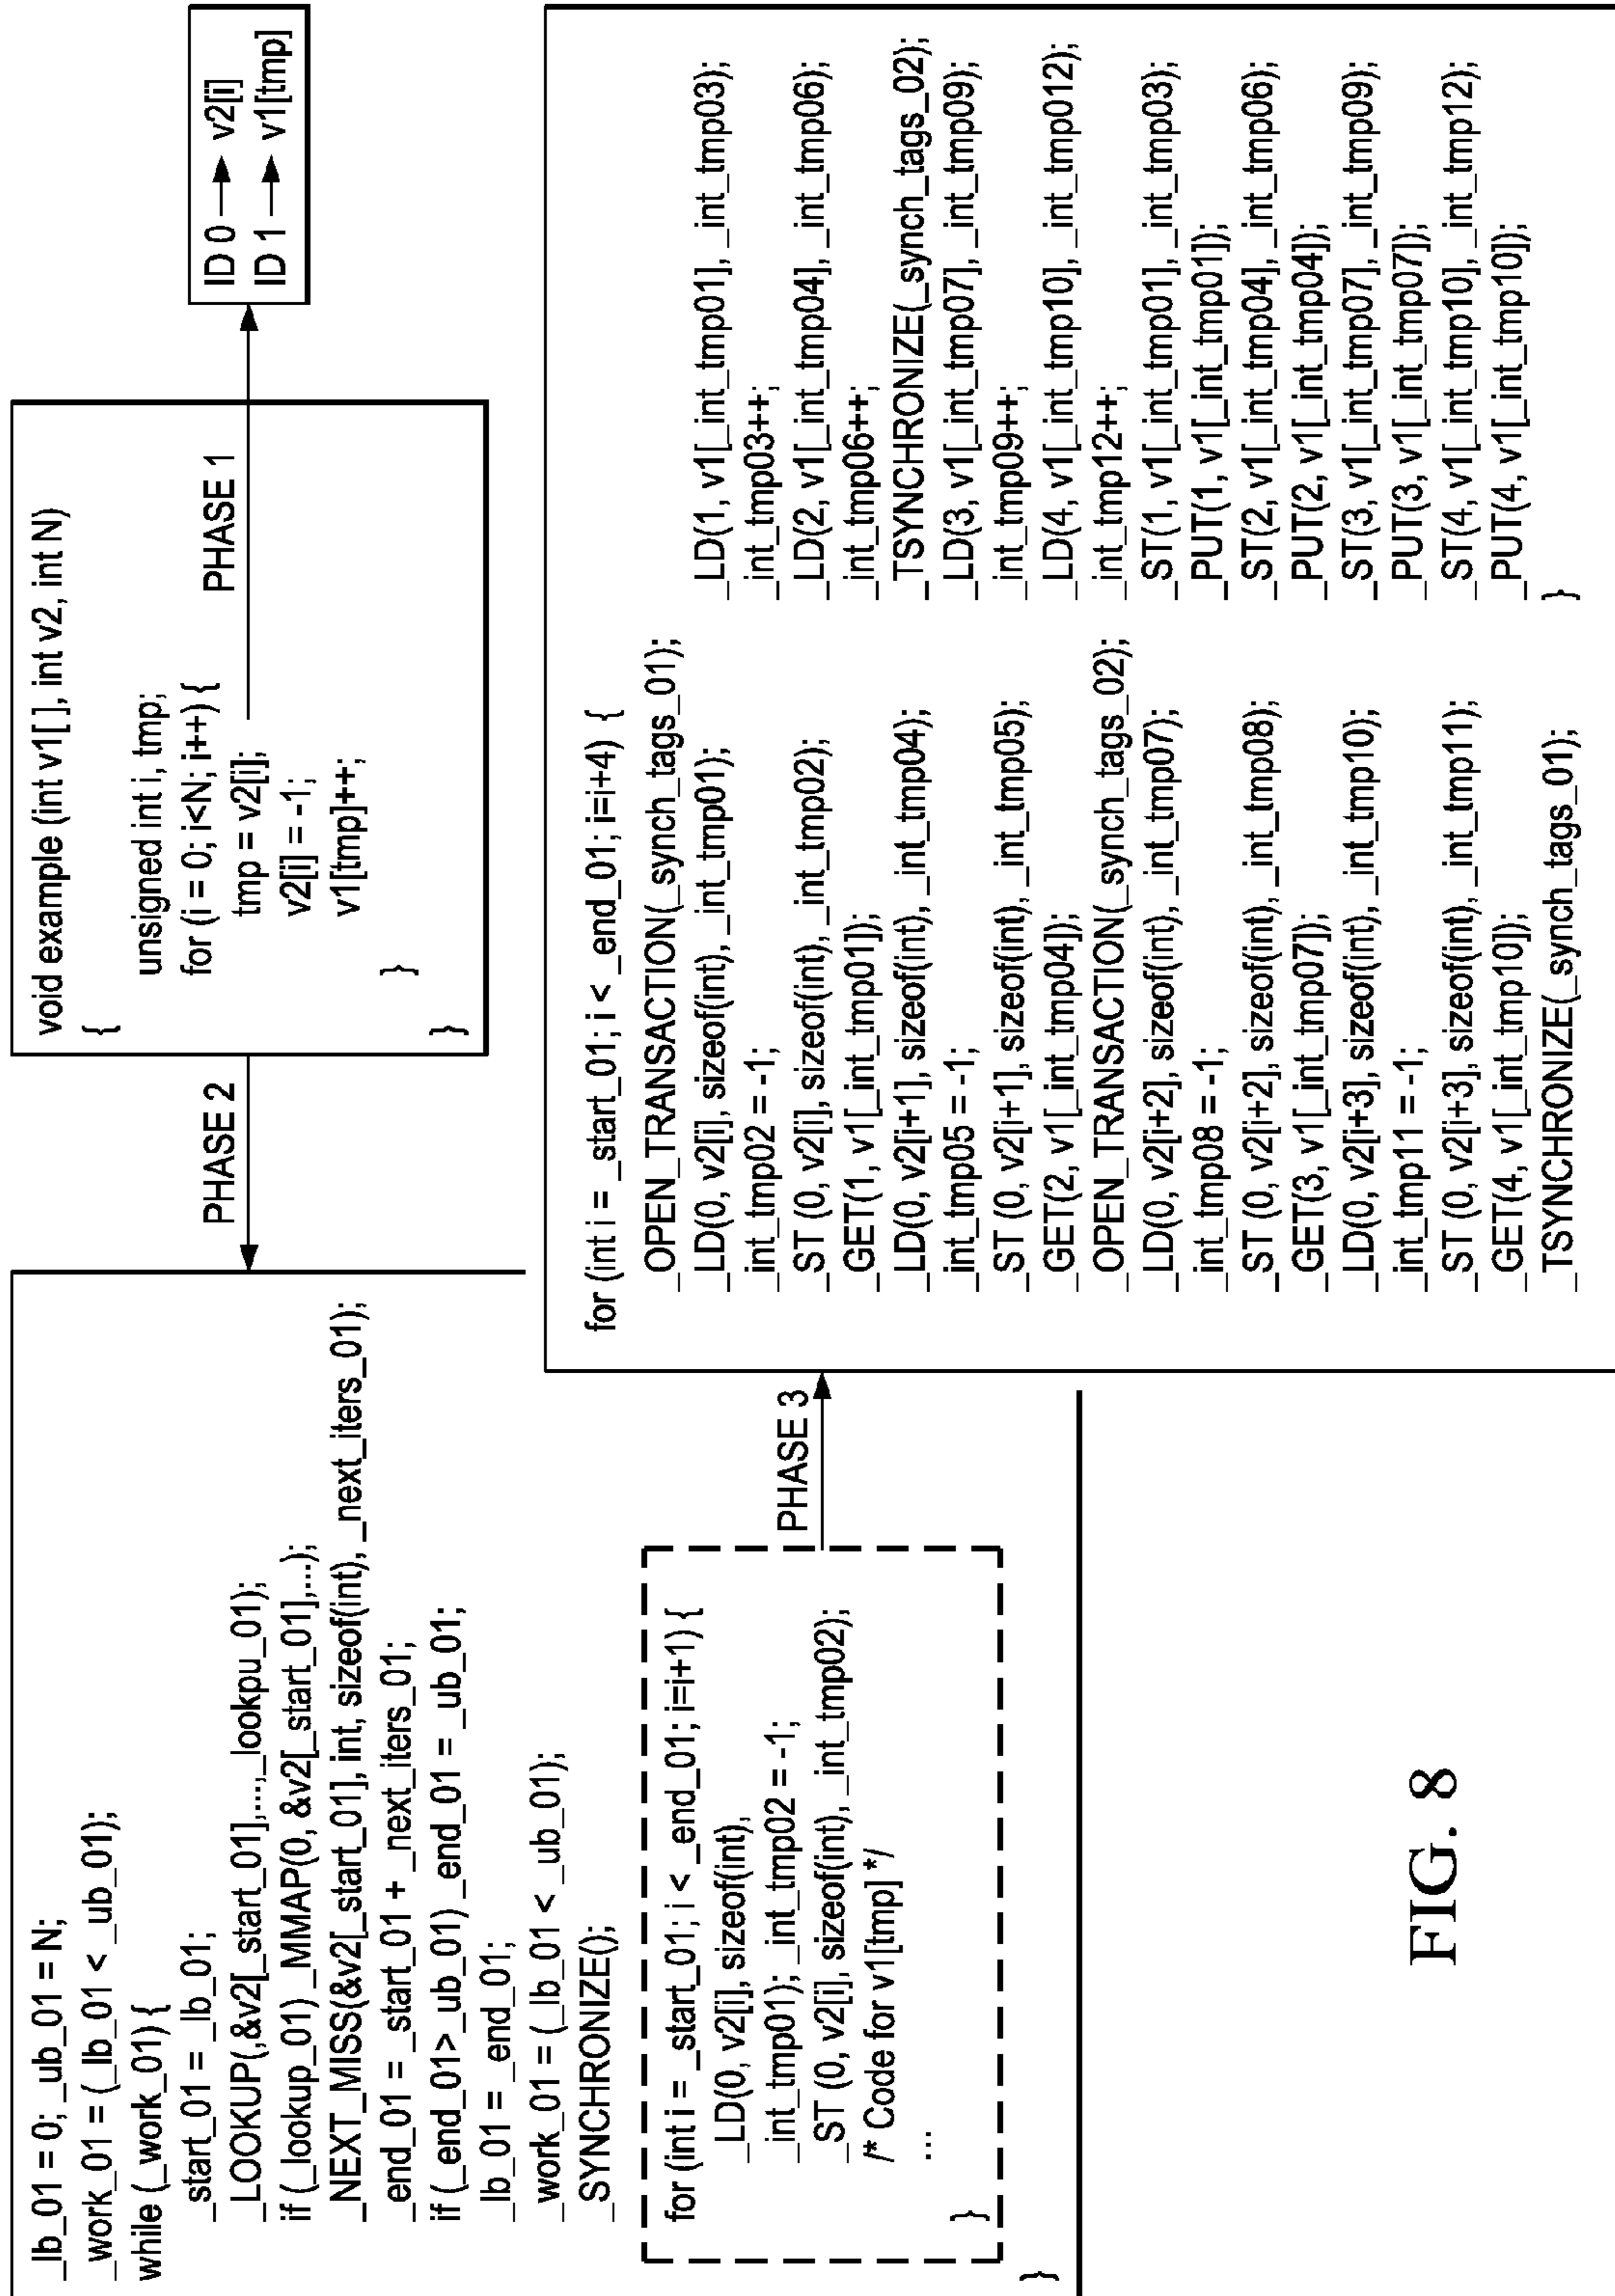 _lb_01 = 0; _ub_01 = N;
_work_01 = (_lb_01 < _ub_01);
while (_work_01) {
_start_01 = _lb_01;
_LOOKUP(,&v2[_start_01],...,_lookpu_01);
if (_lookup_01) _MMAP(0, &v2[_start_01],...);
_NEXT_MISS(&v2[_start_01], int, sizeof(int), _next_iters_01);
_end_01 = _start_01 + _next_iters_01;
if (_end_01>_ub_01) _end_01 = _ub_01;
_lb_01 = _end_01;
_work_01 = (_lb_01 < _ub_01);
_SYNCHRONIZE();
for (int i = _start_01; i < _end_01; i=i+1) {
_LD(0, v2[i], sizeof(int),
_int_tmp01); _int_tmp02 = -1;
_ST (0, v2[i], sizeof(int), _int_tmp02);
/* Code for v1[tmp] */
...
}
}
PHASE 2
void example (int v1[ ], int v2, int N)
{
unsigned int i, tmp;
for (i = 0; i<N; i++) {
tmp = v2[i];
v2[i] = -1;
v1[tmp]++;
}
}
PHASE 1
ID 0 → v2[i]
ID 1 → v1[tmp]
PHASE 3
for (int i = _start_01; i < _end_01; i=i+4) {
_OPEN_TRANSACTION(_synch_tags_01);
_LD(0, v2[i], sizeof(int), _int_tmp01);
_int_tmp02 = -1;
_ST (0, v2[i], sizeof(int), _int_tmp02);
_GET(1, v1[_int_tmp01]);
_LD(0, v2[i+1], sizeof(int), _int_tmp04);
_int_tmp05 = -1;
_ST (0, v2[i+1], sizeof(int), _int_tmp05);
_GET(2, v1[_int_tmp04]);
_OPEN_TRANSACTION(_synch_tags_02);
_LD(0, v2[i+2], sizeof(int), _int_tmp07);
_int_tmp08 = -1;
_ST (0, v2[i+2], sizeof(int), _int_tmp08);
_GET(3, v1[_int_tmp07]);
_LD(0, v2[i+3], sizeof(int), _int_tmp10);
_int_tmp11 = -1;
_ST (0, v2[i+3], sizeof(int), _int_tmp11);
_GET(4, v1[_int_tmp10]);
_TSYNCHRONIZE(_synch_tags_01);
_LD(1, v1[_int_tmp01], _int_tmp03);
_int_tmp03++;
_LD(2, v1[_int_tmp04], _int_tmp06);
_int_tmp06++;
_TSYNCHRONIZE(_synch_tags_02);
_LD(3, v1[_int_tmp07], _int_tmp09);
_int_tmp09++;
_LD(4, v1[_int_tmp10], _int_tmp012);
_int_tmp12++;
_ST(1, v1[_int_tmp01], _int_tmp03);
_PUT(1, v1[_int_tmp01]);
_ST(2, v1[_int_tmp04], _int_tmp06);
_PUT(2, v1[_int_tmp04]);
_ST(3, v1[_int_tmp07], _int_tmp09);
_PUT(3, v1[_int_tmp07]);
_ST(4, v1[_int_tmp10], _int_tmp12);
_PUT(4, v1[_int_tmp10]);
}
FIG. 8